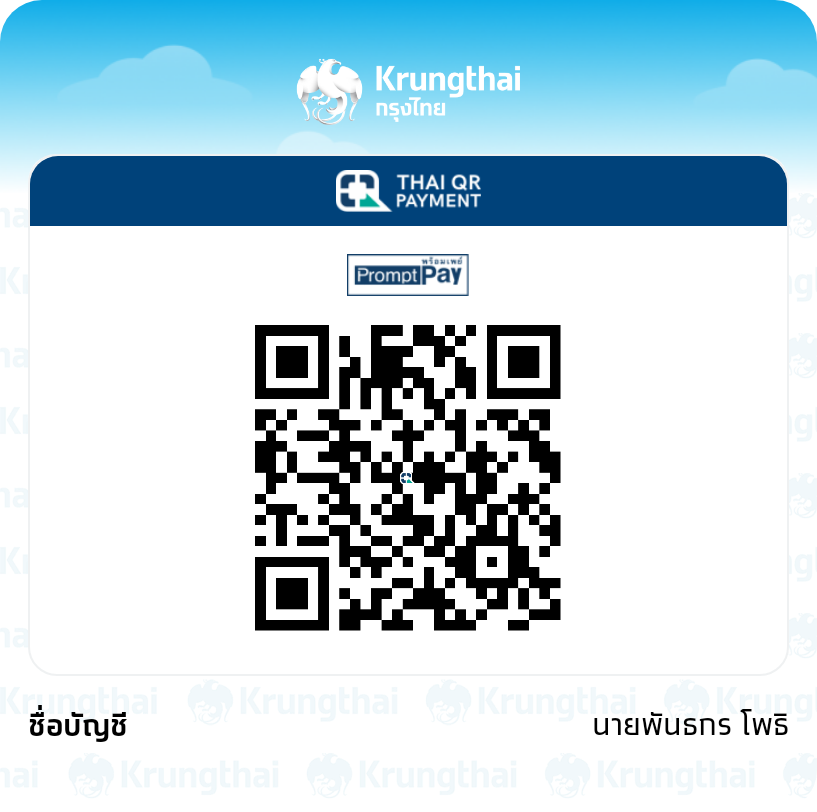 Krungthai
กรุงไทย
THAI QR
PAYMENT
พร้อมเพย์
PromptPay
ชื่อบัญชี
นายพันธกร โพธิ